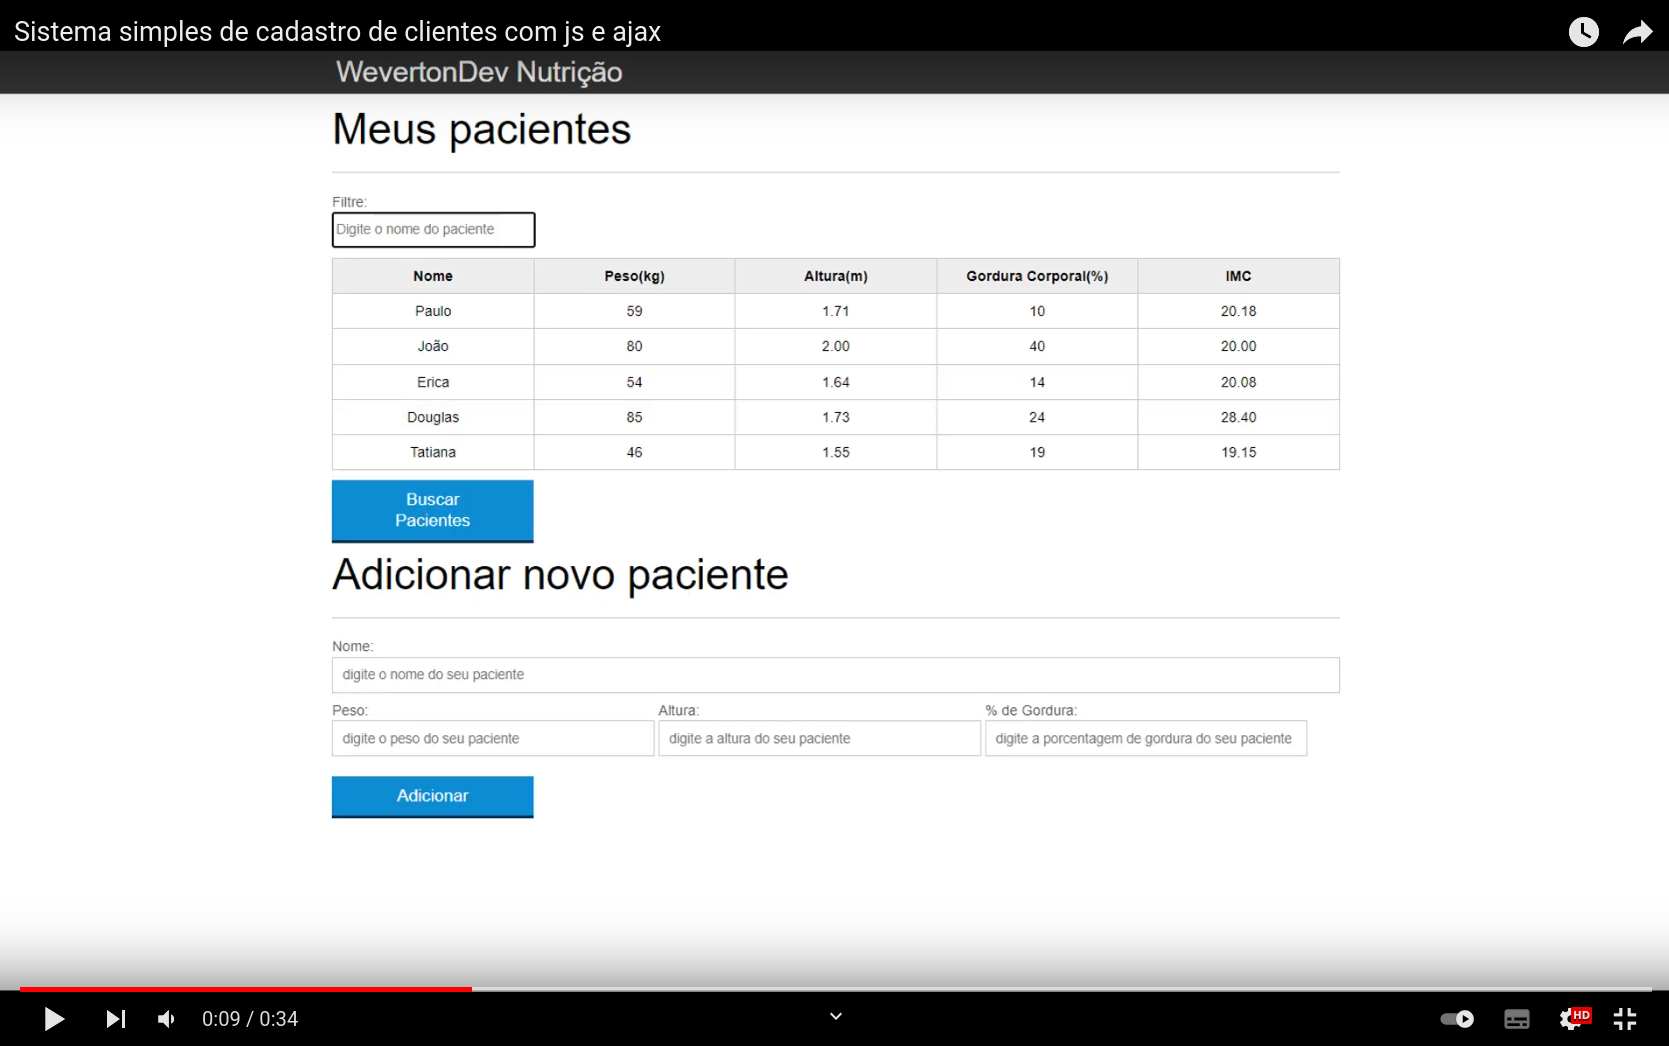 Sistema simples de cadastro de clientes com js e ajax
WevertonDev Nutrição
Meus pacientes
Filtre:
Digite o nome do paciente
Nome Peso(kg) Altura(m) Gordura Corporal(%) IMC
Paulo 59 1.71 10 20.18
João 80 2.00 40 20.00
Erica 54 1.64 14 20.08
Douglas 85 1.73 24 28.40
Tatiana 46 1.55 19 19.15
Buscar
Pacientes
Adicionar novo paciente
Nome:
digite o nome do seu paciente
Peso: Altura: % de Gordura:
digite o peso do seu paciente digite a altura do seu paciente digite a porcentagem de gordura do seu paciente
Adicionar
0:09 / 0:34 HD